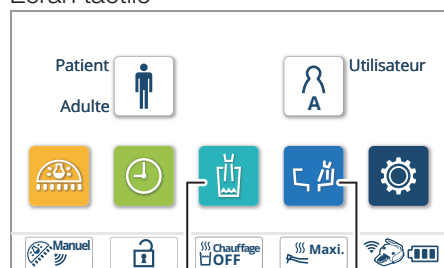 Écran tactile
Patient
Utilisateur
Adulte
A
Manuel
Chauffage
OFF
Maxi.